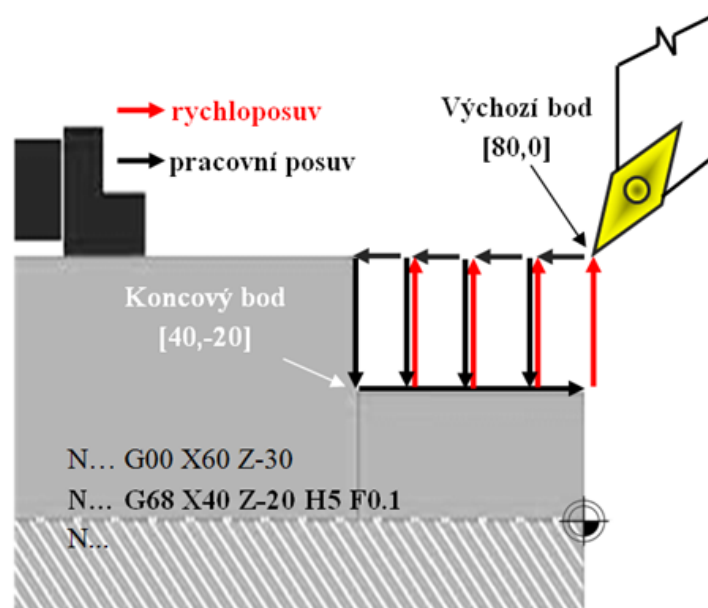 rychloposuv
pracovní posuv
Výchozí bod
[80,0]
Koncový bod
[40,-20]
N... G00 X60 Z-30
N... G68 X40 Z-20 H5 F0.1
N...